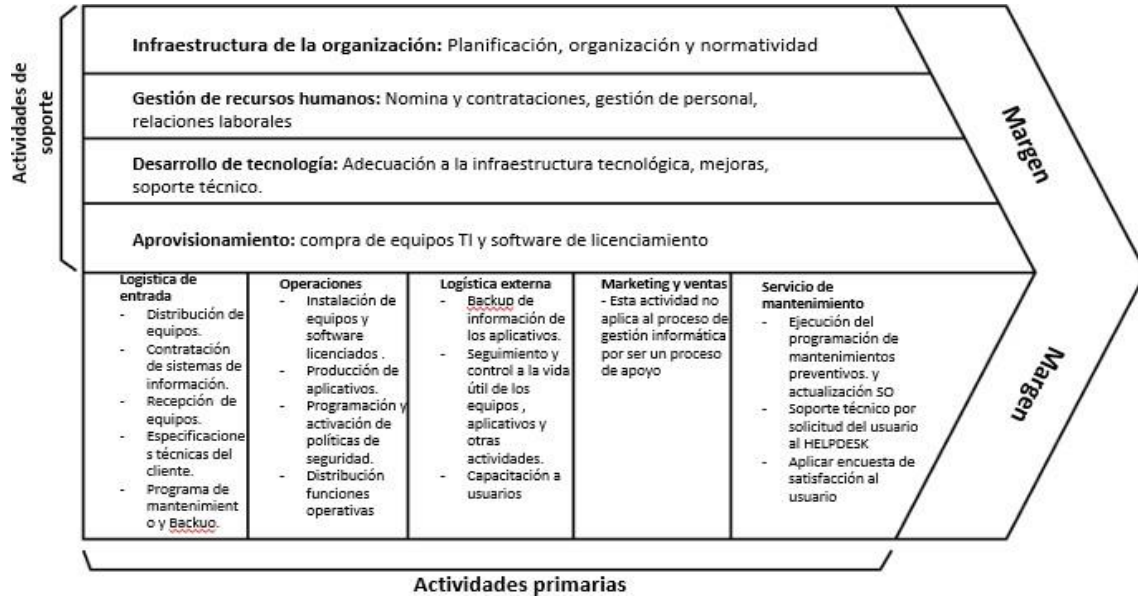 Actividades de
soporte
Infraestructura de la organización: Planificación, organización y normatividad
Gestión de recursos humanos: Nomina y contrataciones, gestión de personal,
relaciones laborales
Desarrollo de tecnología: Adecuación a la infraestructura tecnológica, mejoras,
soporte técnico.
Aprovisionamiento: compra de equipos TI y software de licenciamiento
Margen
Margen
Logistica de
entrada
- Distribución de
equipos.
- Contratación
de sistemas de
información.
- Recepción de
equipos.
- Especificacione
s técnicas del
cliente.
- Programa de
mantenimient
o y Backuo.
Operaciones
- Instalación de
equipos y
software
licenciados .
- Producción de
aplicativos.
- Programación y
activación de
políticas de
seguridad.
- Distribución
funciones
operativas
Logística externa
- Backup de
información de
los aplicativos.
- Seguimiento y
control a la vida
útil de los
equipos ,
aplicativos y
otras
actividades.
- Capacitación a
usuarios
Marketing y ventas
- Esta actividad no
aplica al proceso de
gestión informática
por ser un proceso
de apoyo
Servicio de
mantenimiento
- Ejecución del
programación de
mantenimientos
preventivos. y
actualización SO
- Soporte técnico por
solicitud del usuario
al HELPDESK
- Aplicar encuesta de
satisfacción al
usuario
Actividades primarias